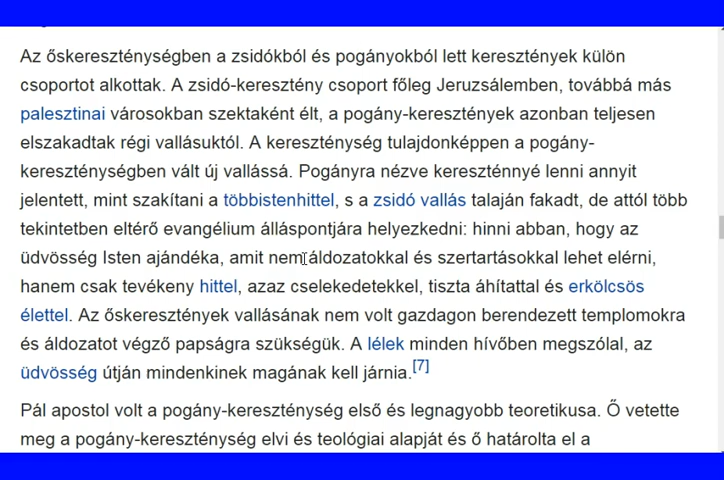 Az őskereszténységben a zsidókból és pogányokból lett keresztények külön
csoportot alkottak. A zsidó-keresztény csoport főleg Jeruzsálemben, továbbá más
palesztinai városokban szektaként élt, a pogány-keresztények azonban teljesen
elszakadtak régi vallásuktól. A kereszténység tulajdonképpen a pogány-
kereszténységben vált új vallássá. Pogányra nézve kereszténnyé lenni annyit
jelentett, mint szakítani a többistenhittel, s a zsidó vallás talaján fakadt, de attól több
tekintetben eltérő evangélium álláspontjára helyezkedni: hinni abban, hogy az
üdvösség Isten ajándéka, amit nem áldozatokkal és szertartásokkal lehet elérni,
hanem csak tevékeny hittel, azaz cselekedetekkel, tiszta áhítattal és erkölcsös
élettel. Az őskeresztények vallásának nem volt gazdagon berendezett templomokra
és áldozatot végző papságra szükségük. A lélek minden hívőben megszólal, az
üdvösség útján mindenkinek magának kell járnia.[7]
Pál apostol volt a pogány-kereszténység első és legnagyobb teoretikusa. Ő vetette
meg a pogány-kereszténység elvi és teológiai alapját és ő határolta el a